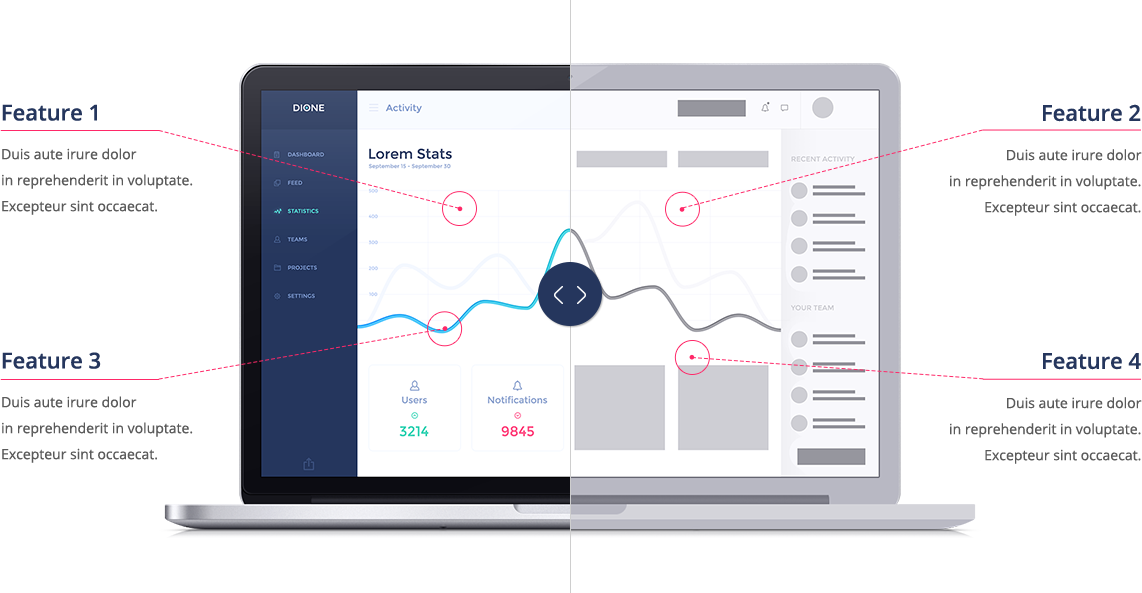 Feature 1
Duis aute irure dolor
in reprehenderit in voluptate.
Excepteur sint occaecat.
Feature 3
Duis aute irure dolor
in reprehenderit in voluptate.
Excepteur sint occaecat.
DIONE
DASHBOARD
FEED
STATISTICS
TEAMS
PROJECTS
SETTINGS
Activity
Lorem Stats
September 15 - September 30
500
400
300
200
100
Users
3214
Notifications
9845
RECENT ACTIVITY
YOUR TEAM
Feature 2
Duis aute irure dolor
in reprehenderit in voluptate.
Excepteur sint occaecat.
Feature 4
Duis aute irure dolor
in reprehenderit in voluptate.
Excepteur sint occaecat.